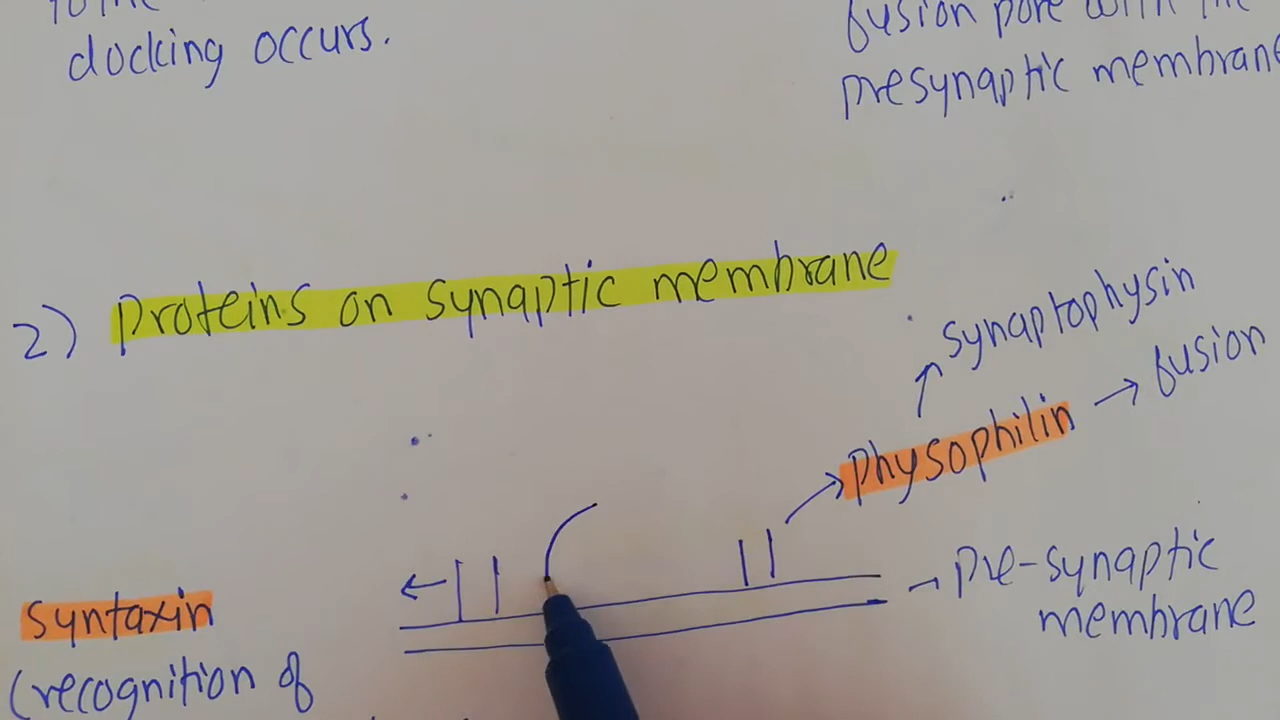 docking occurs.
fusion pore with the
presynaptic membrane
2) Proteins on synaptic membrane
synaptophysin
Physophilin → fusion
Pre-synaptic
membrane
Syntaxin
(recognition of